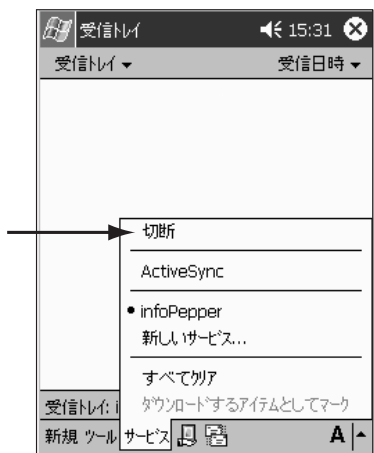 受信トレイ 15:31
受信トレイ 受信日時
切断
ActiveSync
infoPepper
新しいサービス...
すべてクリア
ダウンロードするアイテムとしてマーク
受信トレイ: i
新規 ツール サービス A